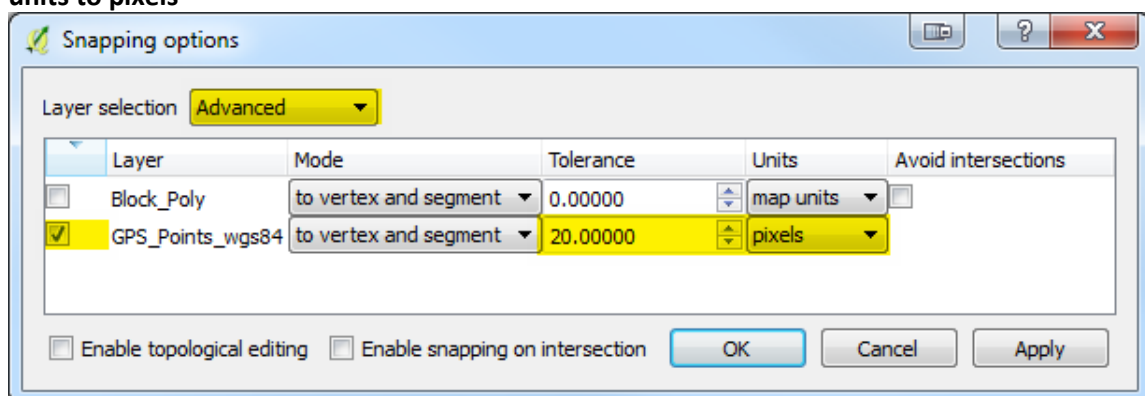 units to pixels
Snapping options
Layer selection Advanced
Layer Mode Tolerance Units Avoid intersections
Block_Poly to vertex and segment 0.00000 map units
GPS_Points_wgs84 to vertex and segment 20.00000 pixels
Enable topological editing Enable snapping on intersection OK Cancel Apply